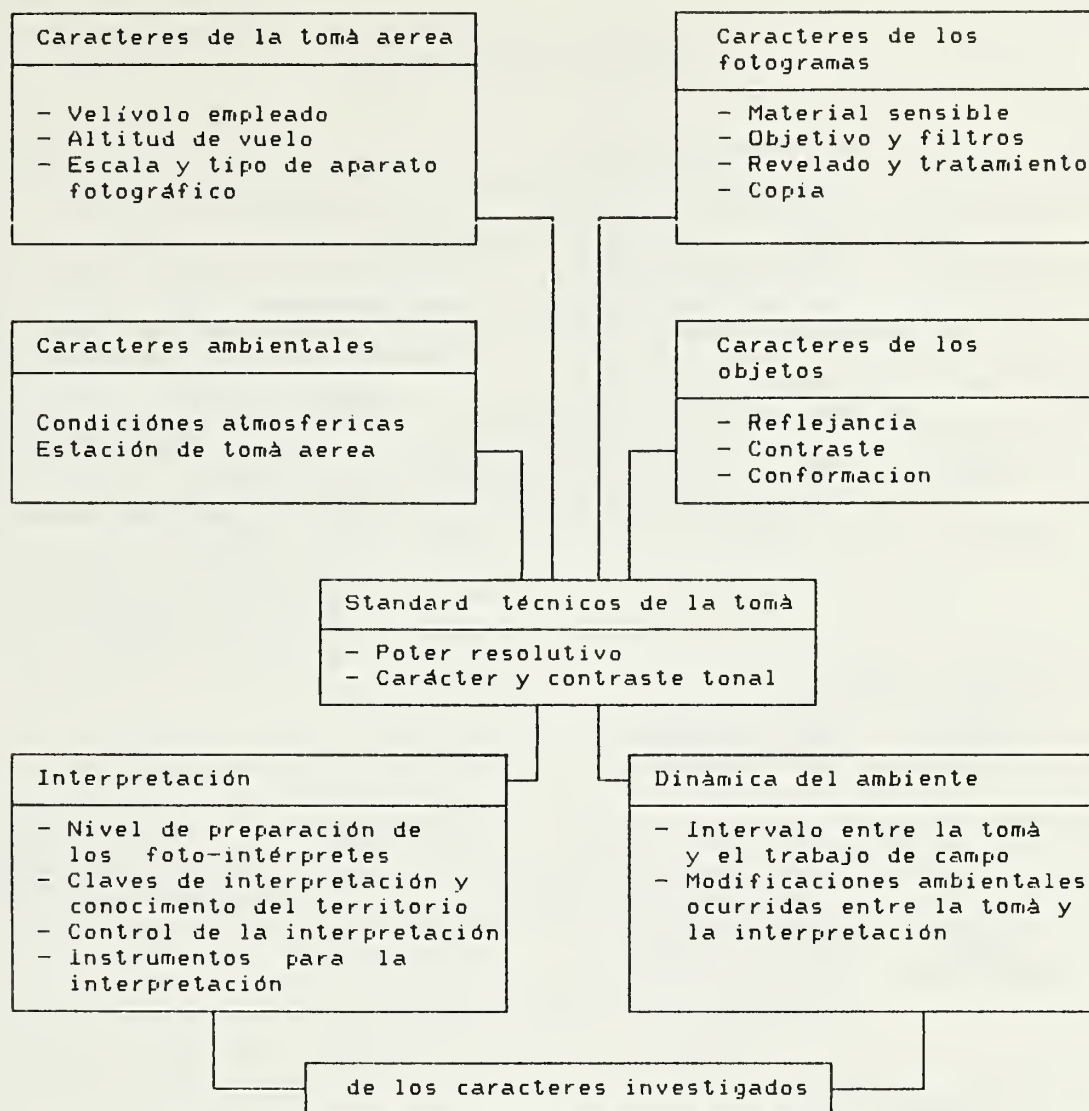 Caracteres de la tomà aerea
- Velívolo empleado
- Altitud de vuelo
- Escala y tipo de aparato
fotográfico
Caracteres de los
fotogramas
- Material sensible
- Objetivo y filtros
- Revelado y tratamiento
- Copia
Caracteres ambientales
Condiciónes atmosfericas
Estación de tomà aerea
Caracteres de los
objetos
- Reflejancia
- Contraste
- Conformacion
Standard técnicos de la tomà
- Poter resolutivo
- Carácter y contraste tonal
Interpretación
- Nivel de preparación de
los foto-intérpretes
- Claves de interpretación y
conocimento del territorio
- Control de la interpretación
- Instrumentos para la
interpretación
Dinàmica del ambiente
- Intervalo entre la tomà
y el trabajo de campo
- Modificaciones ambientales
ocurridas entre la tomà y
la interpretación
de los caracteres investigados